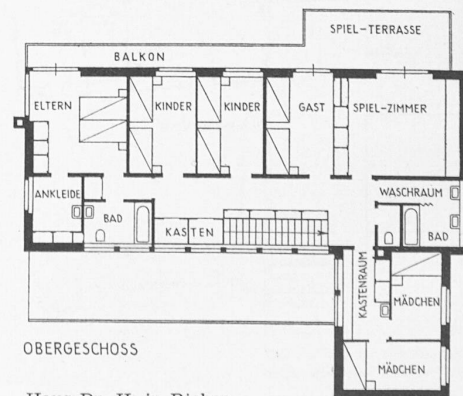 SPIEL-TERRASSE
BALKON
ELTERN
KINDER
KINDER
GAST
SPIEL-ZIMMER
ANKLEIDE
BAD
KASTEN
WASCHRAUM
BAD
KASTENRAUM
MÄDCHEN
MÄDCHEN
OBERGESCHOSS